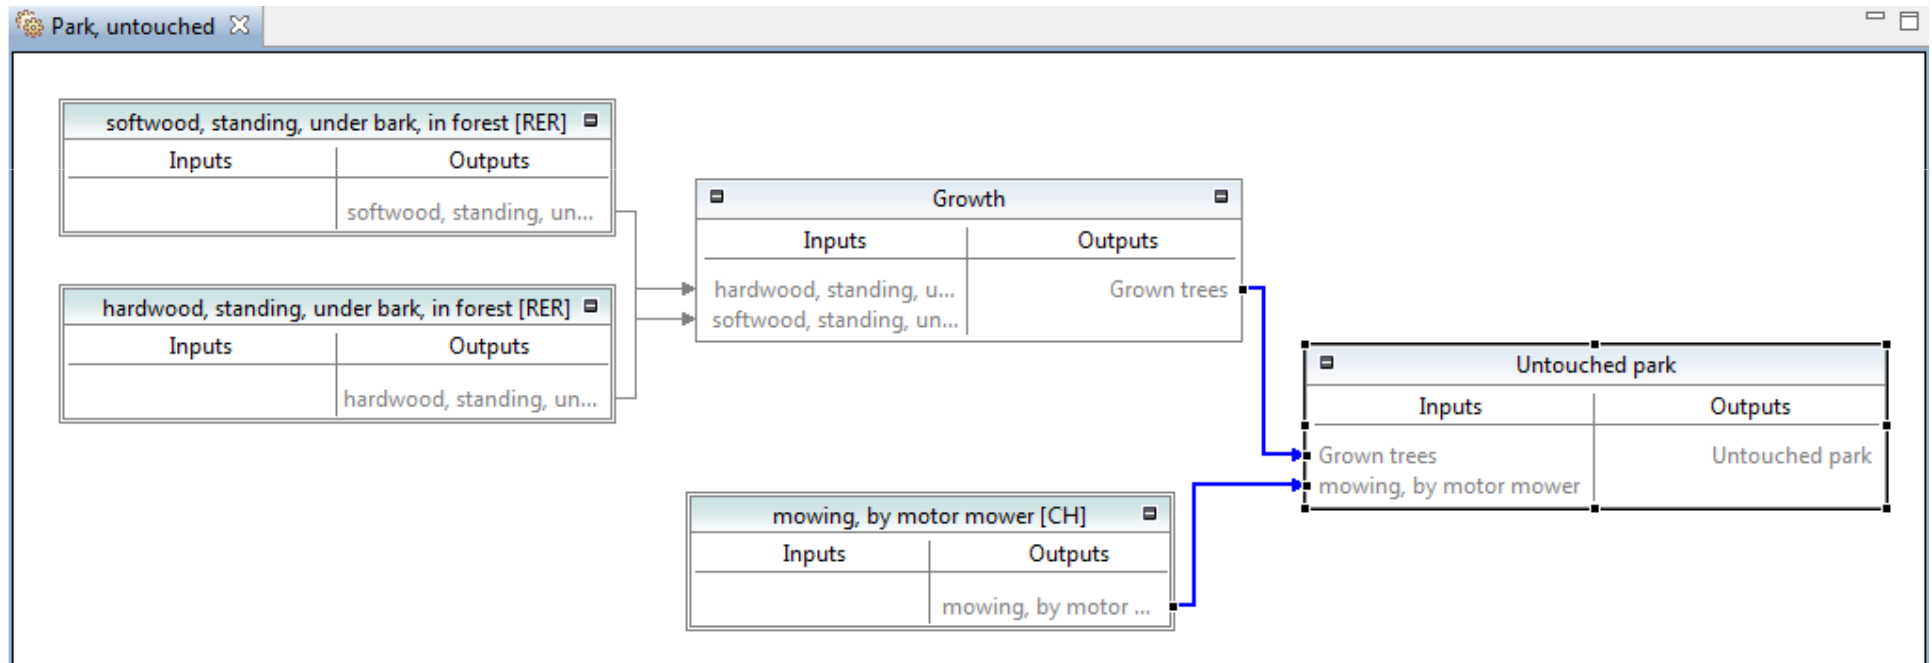 Park, untouched
softwood, standing, under bark, in forest [RER]
Inputs Outputs
softwood, standing, un...
hardwood, standing, under bark, in forest [RER]
Inputs Outputs
hardwood, standing, un...
Growth
Inputs Outputs
hardwood, standing, u... Grown trees
softwood, standing, un...
mowing, by motor mower [CH]
Inputs Outputs
mowing, by motor ...
Untouched park
Inputs Outputs
Grown trees Untouched park
mowing, by motor mower